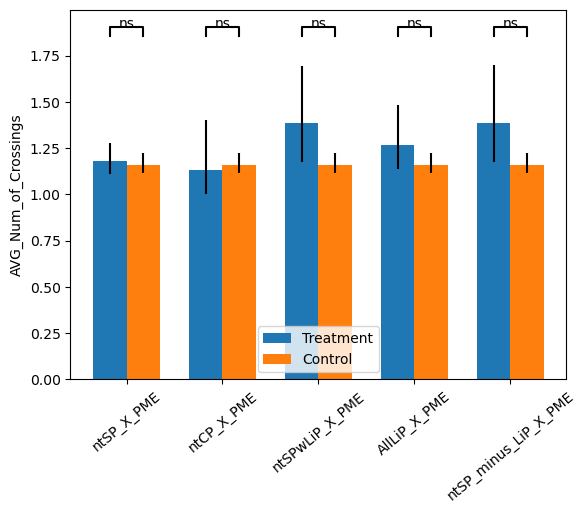 ns ns ns ns ns
1.75
1.50
1.25
1.00
0.75
0.50
0.25
0.00
AVG_Num_of_Crossings
Treatment
Control
ntSP_X_PME
ntCP_X_PME
ntSPwLiP_X_PME
AllLiP_X_PME
ntSP_minus_LiP_X_PME